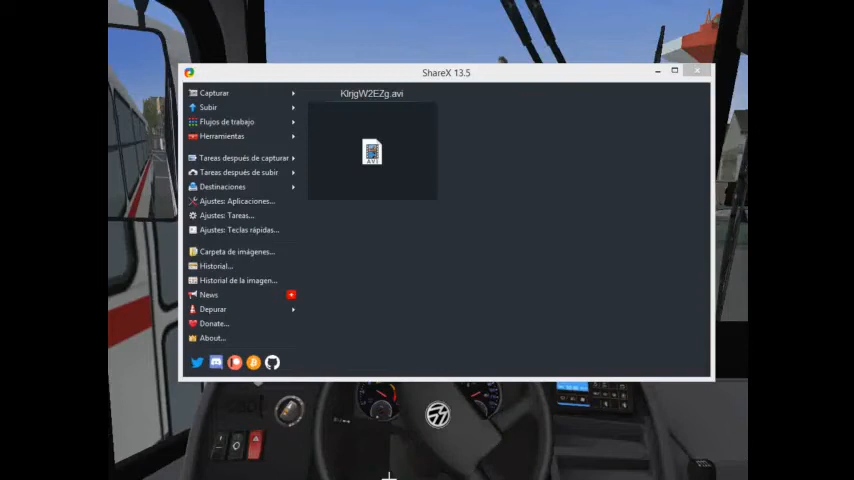 ShareX 13.5
Capturar
Subir
Flujos de trabajo
Herramientas
Tareas después de capturar
Tareas después de subir
Destinaciones
Ajustes: Aplicaciones...
Ajustes: Tareas...
Ajustes: Teclas rápidas...
Carpeta de imágenes...
Historial...
Historial de la imagen...
News
Depurar
Donate...
About...
KlrjgW2EZg.avi
AVI